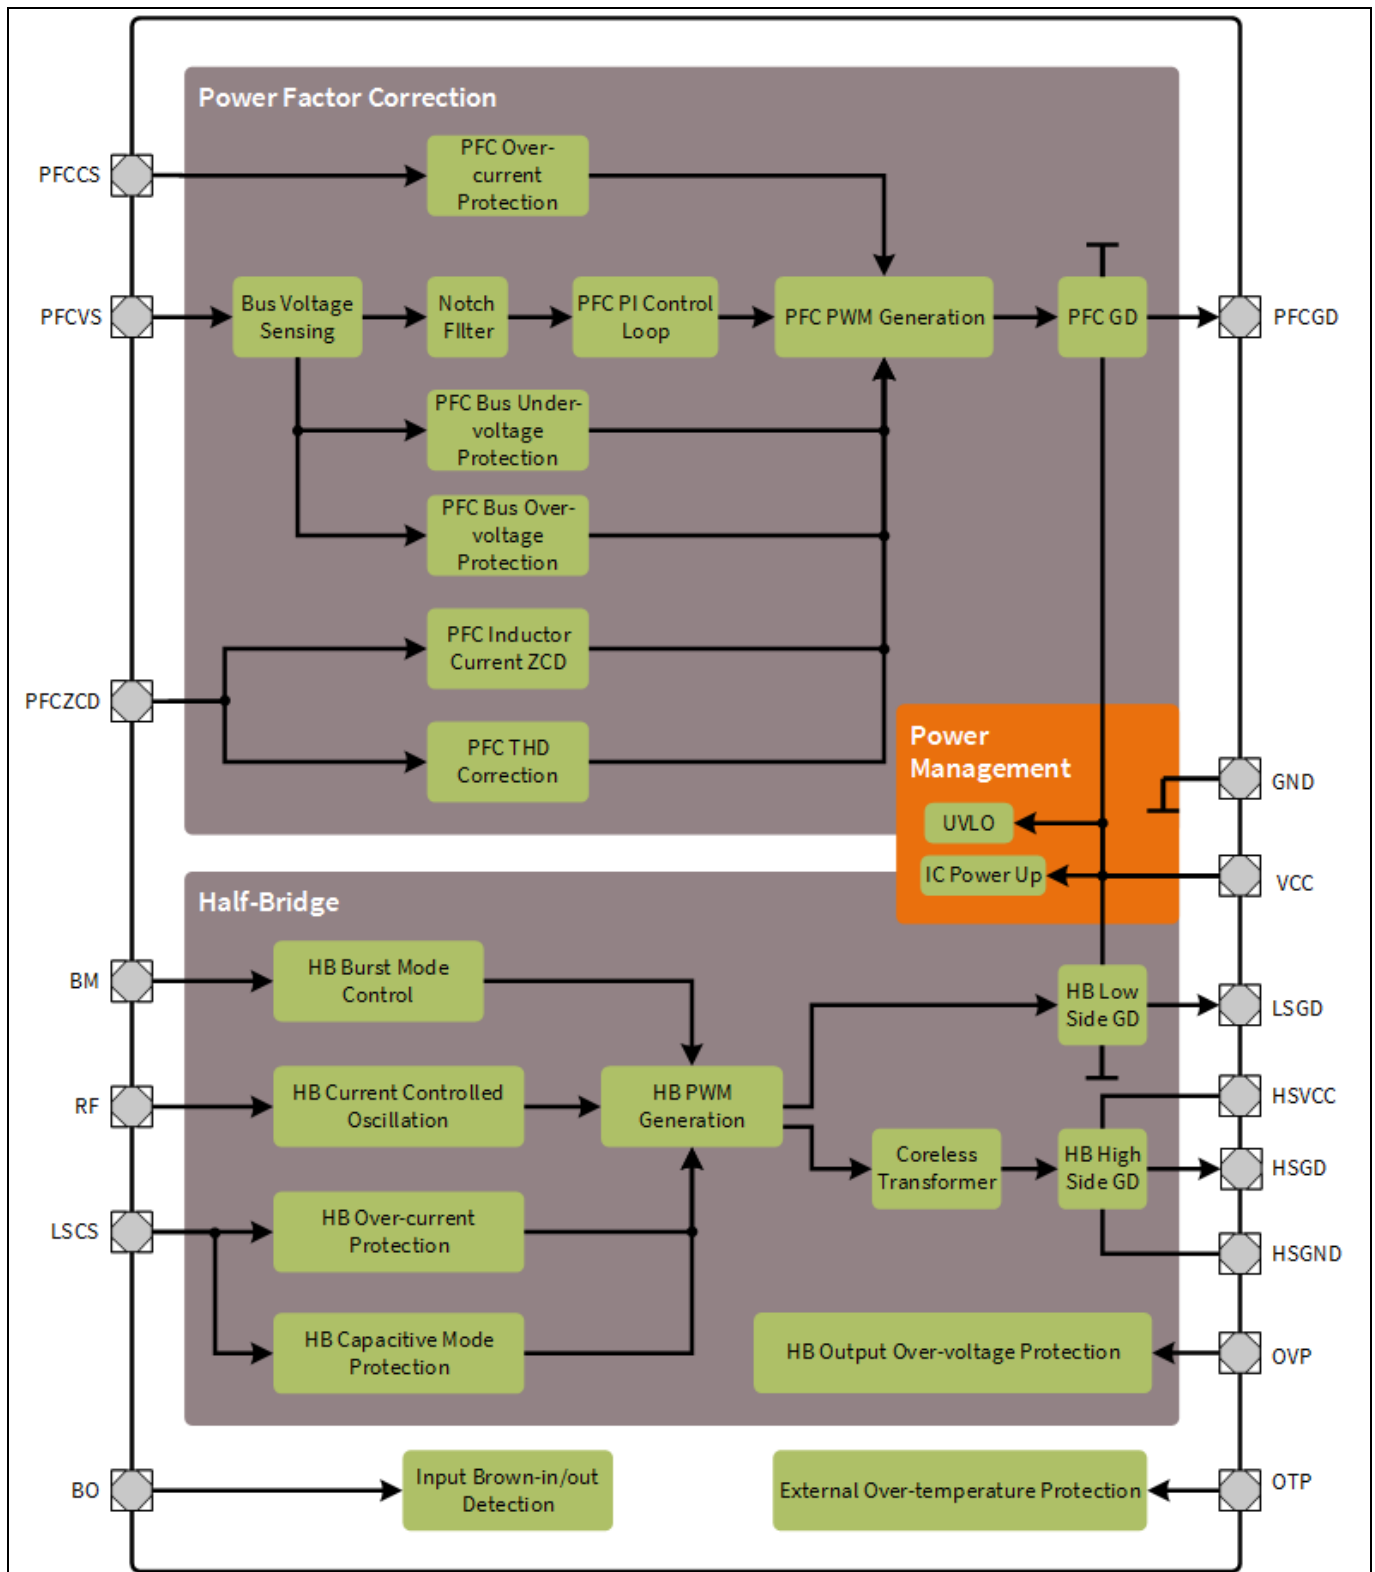 Power Factor Correction
PFCCS
PFC Over-
current
Protection
PFCVS
Bus Voltage
Sensing
Notch
FIlter
PFC PI Control
Loop
PFC PWM Generation
PFC GD
PFCGD
PFC Bus Under-
voltage
Protection
PFC Bus Over-
voltage
Protection
PFC Inductor
Current ZCD
PFCZCD
PFC THD
Correction
Power
Management
GND
UVLO
IC Power Up
VCC
Half-Bridge
BM
HB Burst Mode
Control
HB Low
Side GD
LSGD
RF
HB Current Controlled
Oscillation
HB PWM
Generation
HSVCC
Coreless
Transformer
HB High
Side GD
HSGD
LSCS
HB Over-current
Protection
HSGND
HB Capacitive Mode
Protection
HB Output Over-voltage Protection
OVP
BO
Input Brown-in/out
Detection
External Over-temperature Protection
OTP